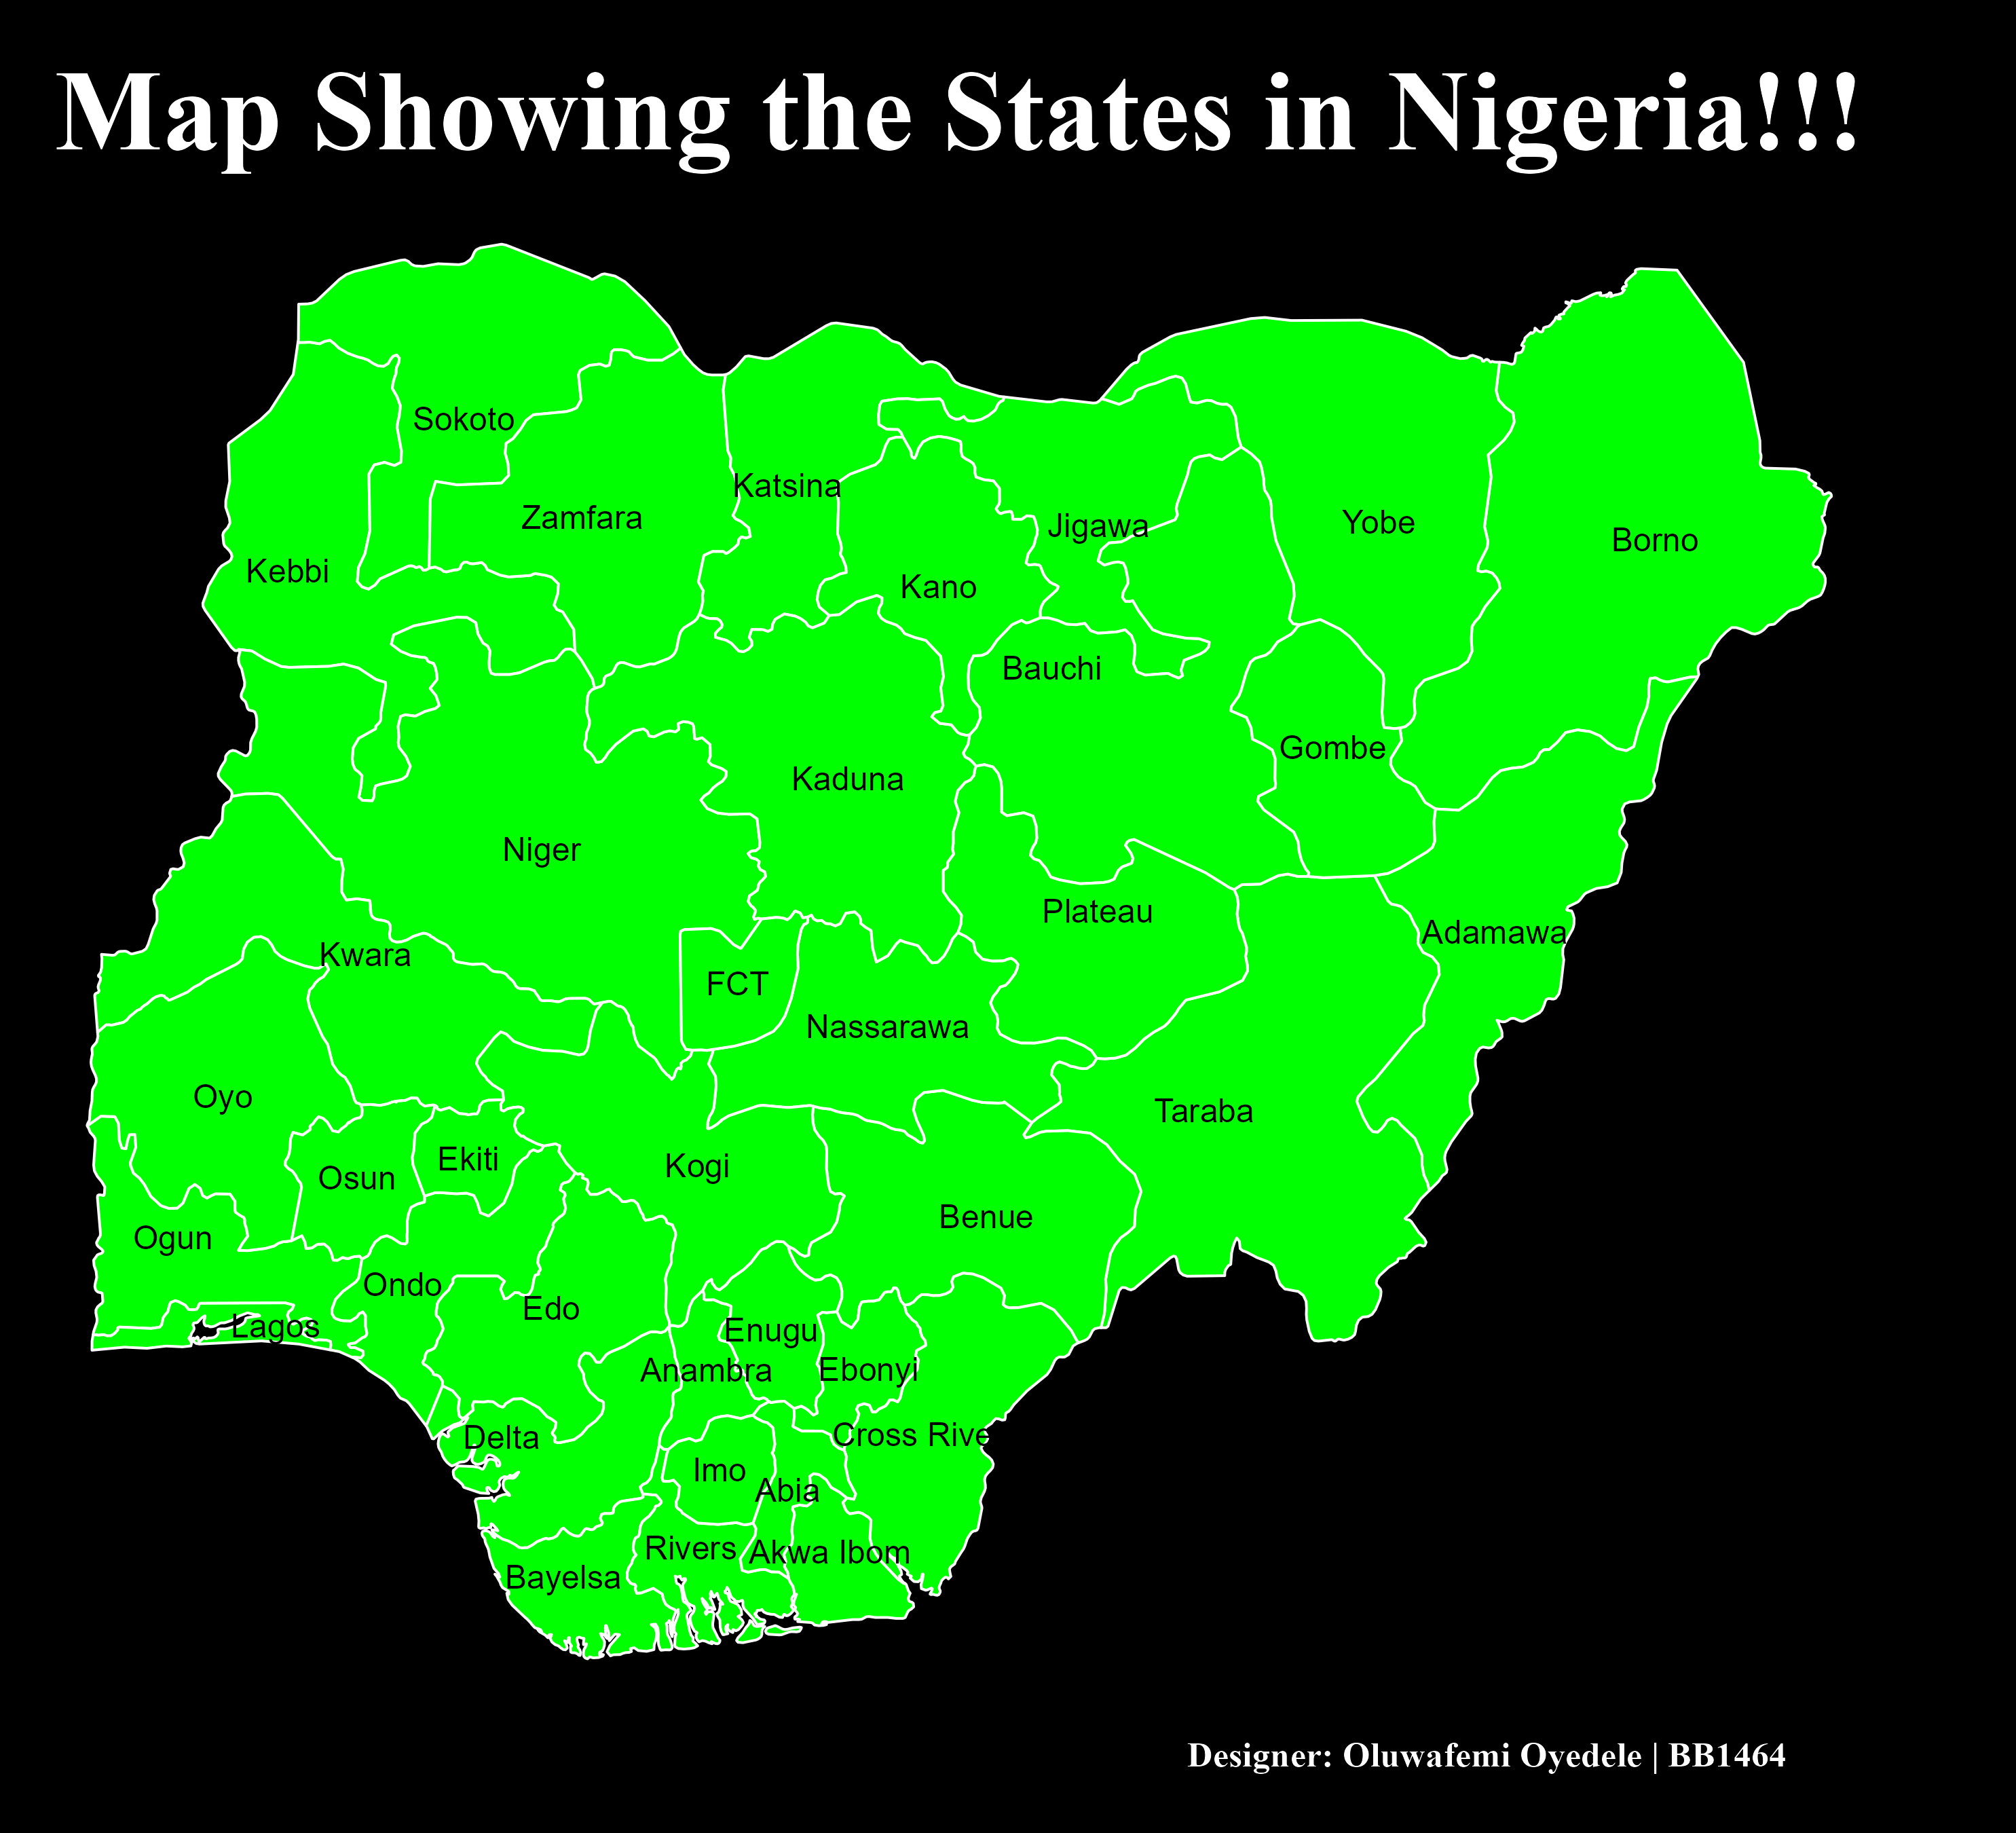 Map Showing the States in Nigeria!!!
Sokoto
Katsina
Zamfara
Jigawa
Yobe
Borno
Kebbi
Kano
Bauchi
Gombe
Kaduna
Niger
Plateau
Adamawa
Kwara
FCT
Nassarawa
Oyo
Taraba
Ekiti
Kogi
Osun
Benue
Ogun
Ondo
Edo
Lagos
Enugu
Anambra
Ebonyi
Delta
Cross Rive
Imo
Abia
Rivers
Akwa Ibom
Bayelsa
Designer: Oluwafemi Oyedele | BB1464